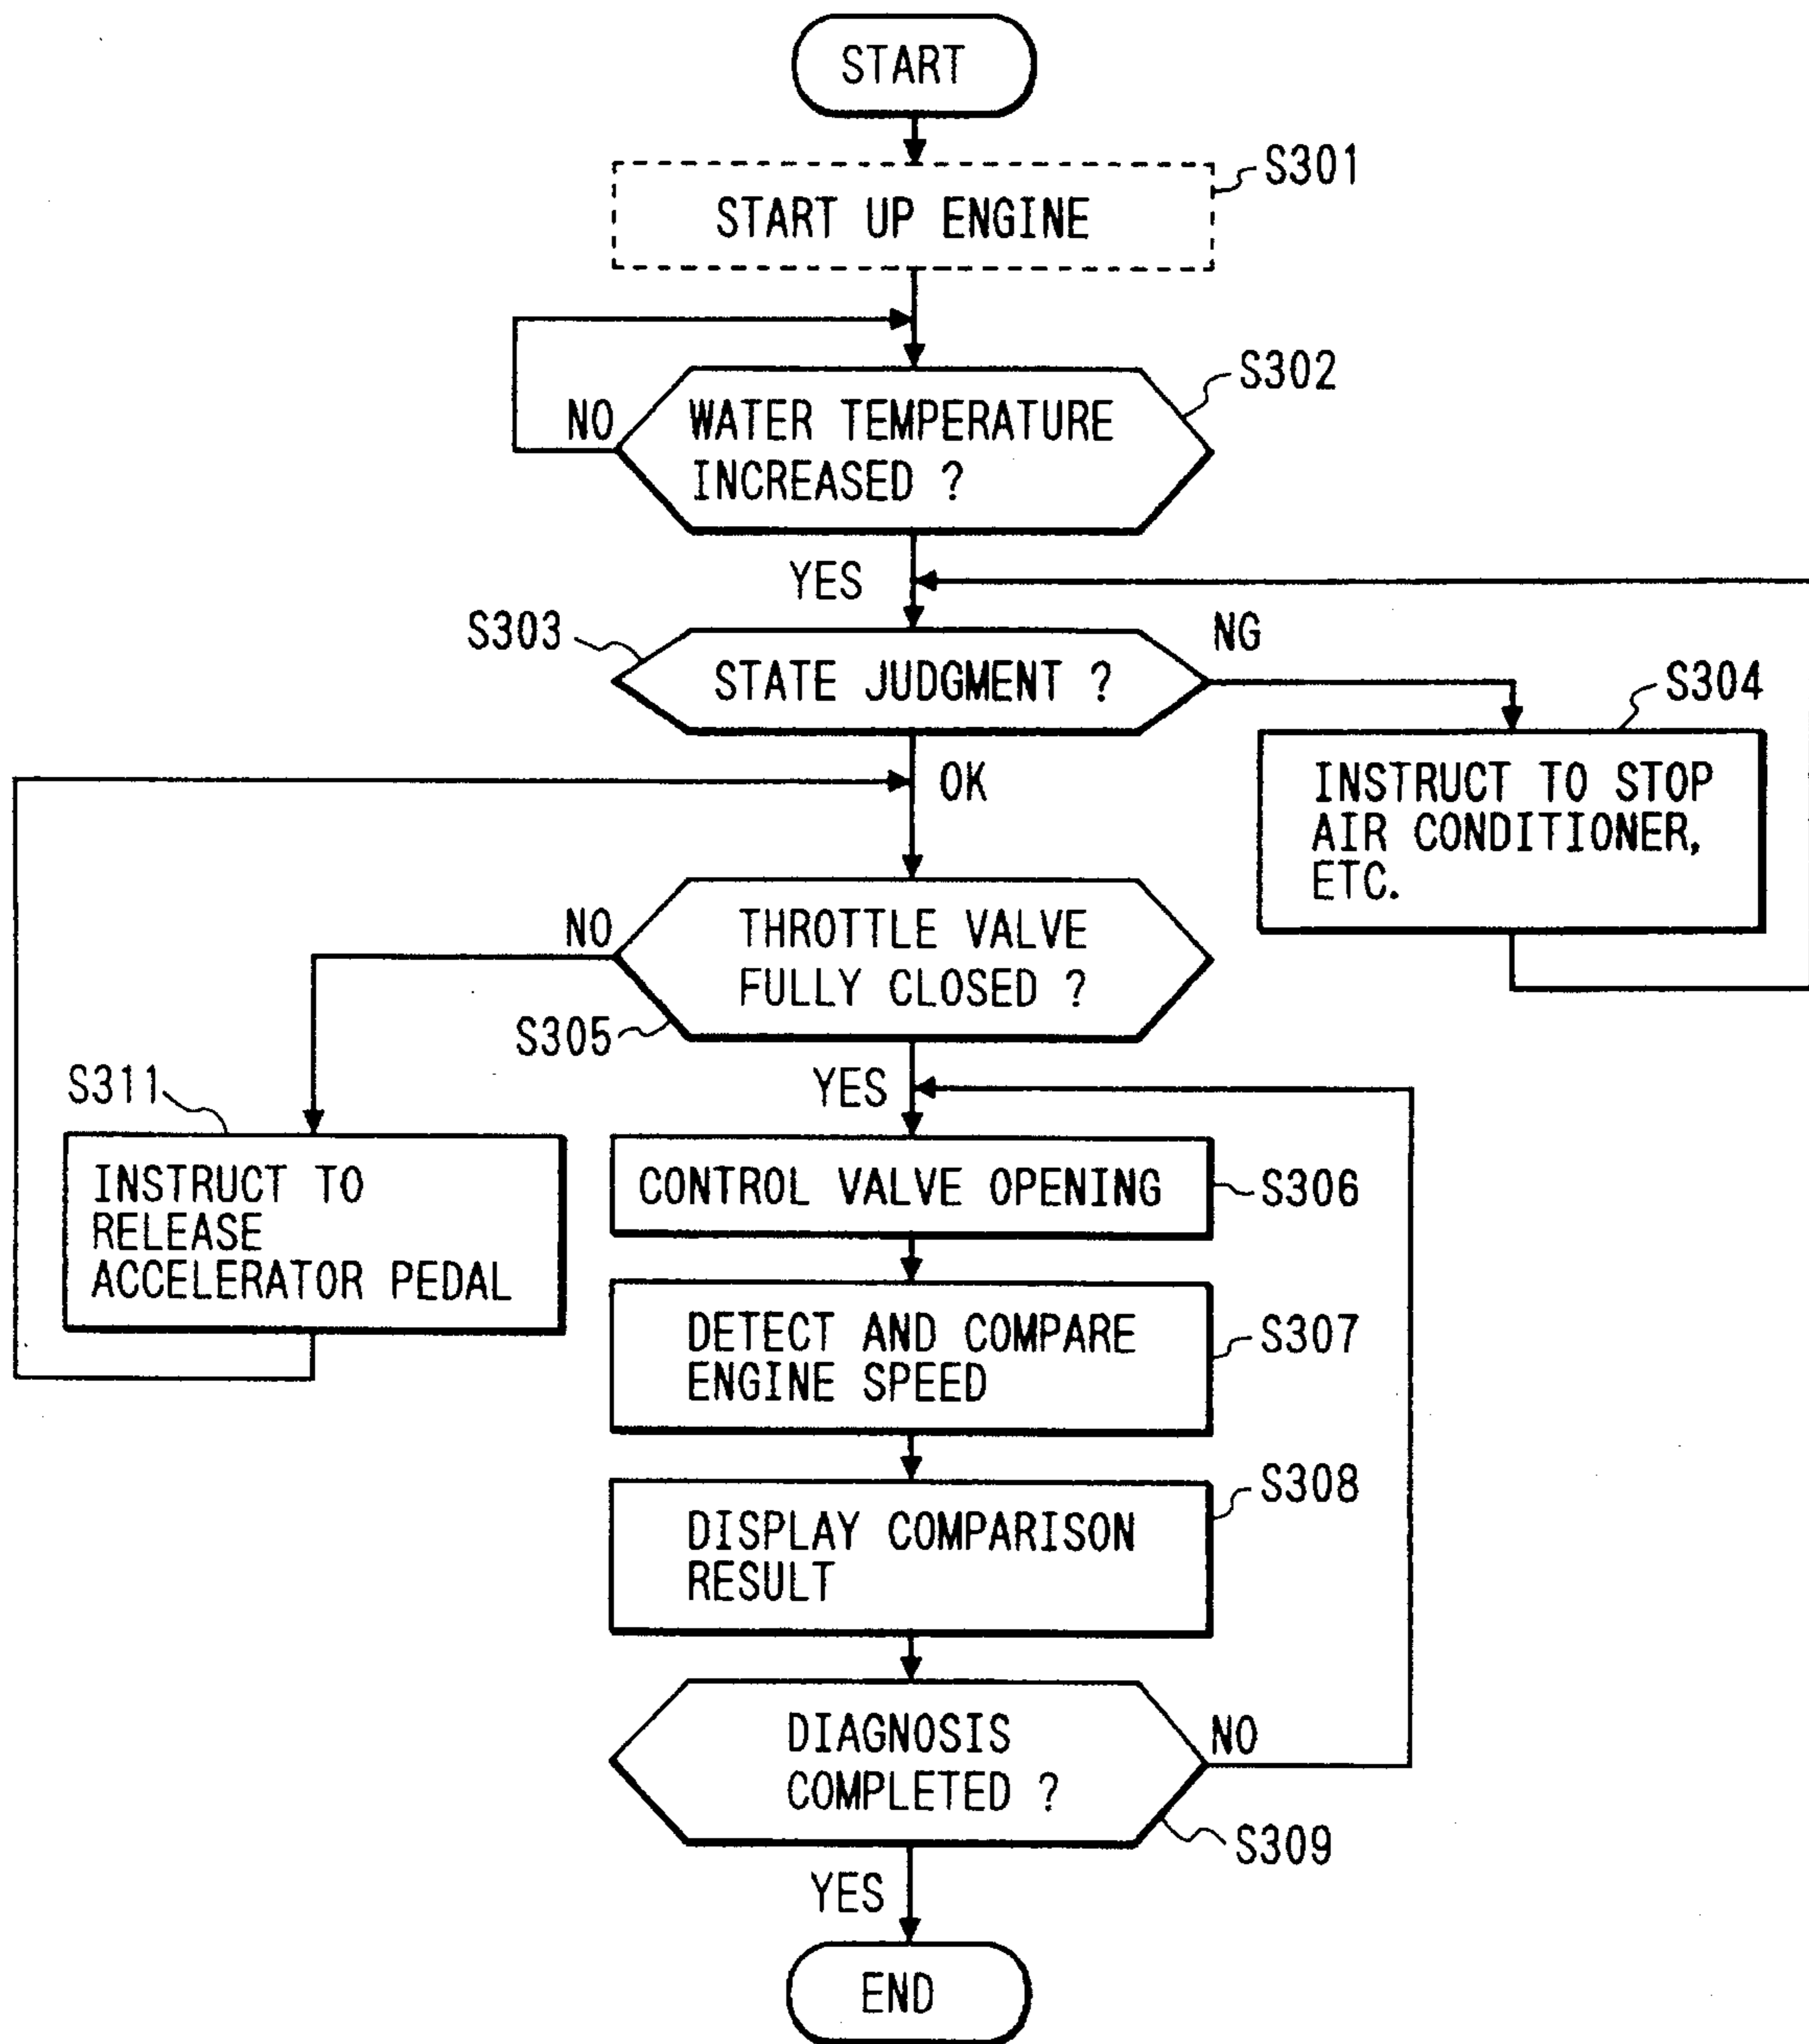 START
S301
START UP ENGINE
S302
NO
WATER TEMPERATURE
INCREASED ?
YES
S303
NG
STATE JUDGMENT ?
S304
OK
INSTRUCT TO STOP
AIR CONDITIONER,
ETC.
NO
THROTTLE VALVE
FULLY CLOSED ?
S305
S311
YES
INSTRUCT TO
RELEASE
ACCELERATOR PEDAL
CONTROL VALVE OPENING
S306
DETECT AND COMPARE
ENGINE SPEED
S307
S308
DISPLAY COMPARISON
RESULT
DIAGNOSIS
COMPLETED ?
NO
S309
YES
END